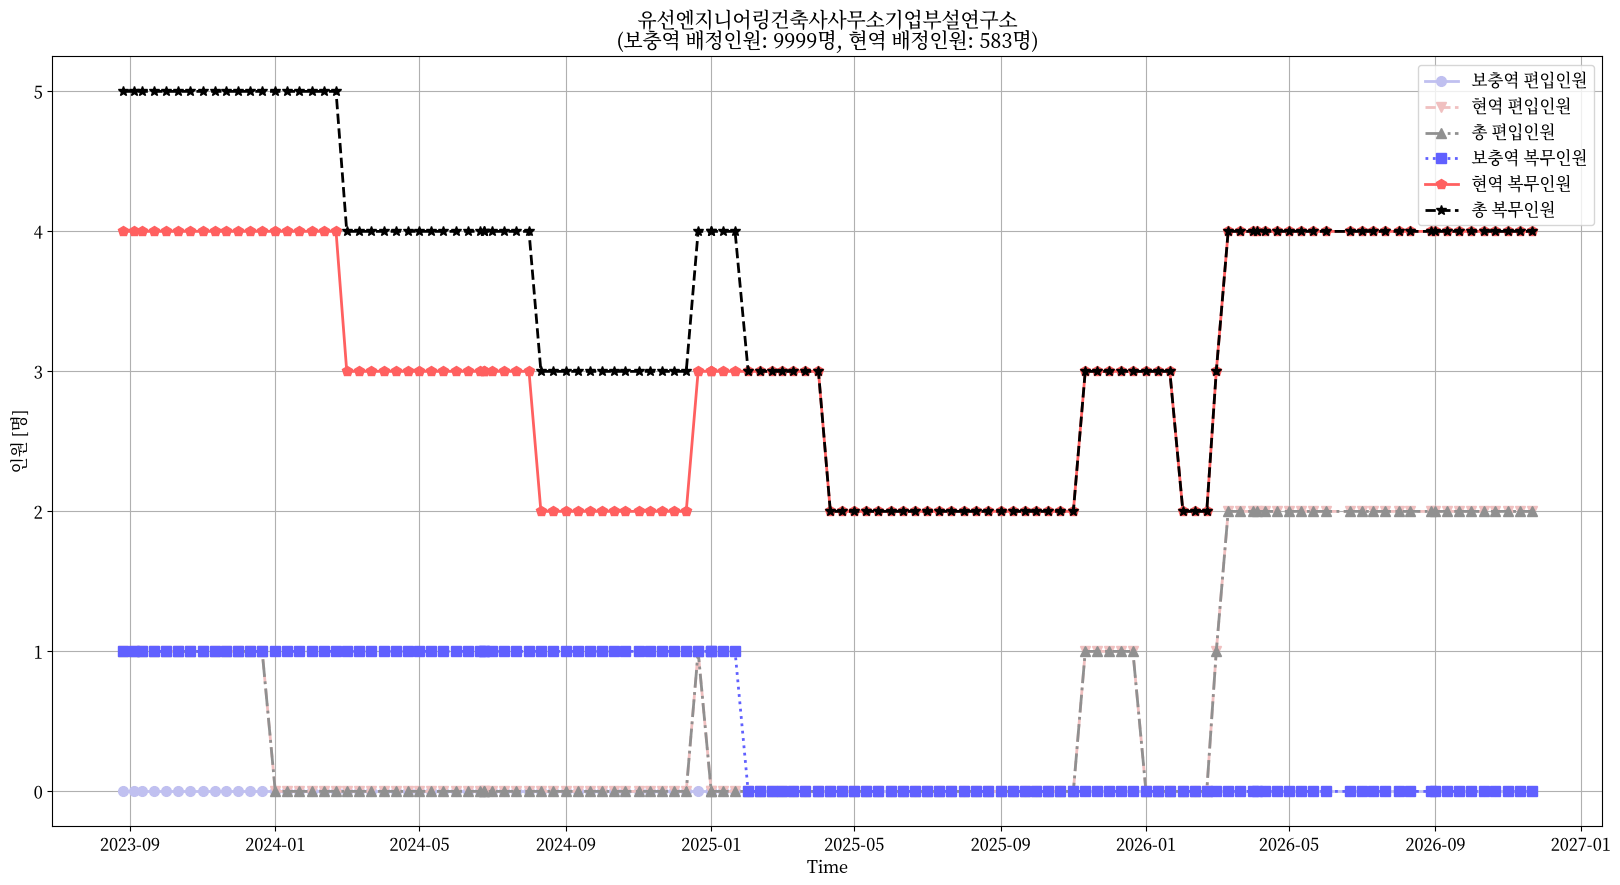 유선엔지니어링건축사사무소기업부설연구소
(보충역 배정인원: 9999명, 현역 배정인원: 583명)
보충역 편입인원
현역 편입인원
총 편입인원
보충역 복무인원
현역 복무인원
총 복무인원
인원 [명]
5
4
3
2
1
0
2023-09
2024-01
2024-05
2024-09
2025-01
2025-05
2025-09
2026-01
2026-05
2026-09
2027-01
Time